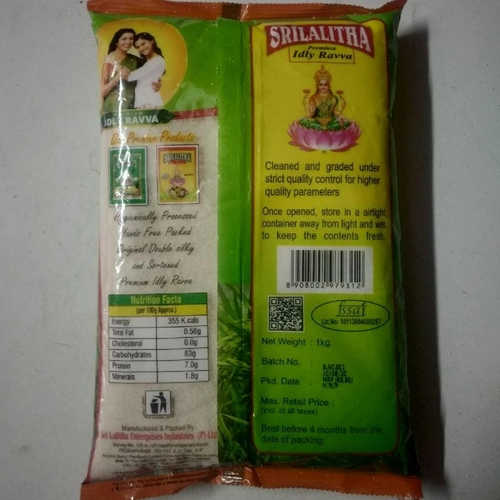 IDLY RAVVA
Our Premium Products
SRILALITHA
Hygienically Processed
Hands Free Packed
Original Double silky
and Sortexed
Premium Idly Ravva
Nutrition Facts
(per 100g Approx.)
Energy 355 K.cals
Total Fat 0.56g
Cholesterol 0.0g
Carbohydrates 83g
Protein 7.0g
Minerals 1.8g
Manufactured & Packed By
Sri Lalitha Enterprises Industries (P) Ltd
SRILALITHA
Premium
Idly Ravva
Cleaned and graded under
strict quality control for higher
quality parameters
Once opened, store in a airtight
container away from light and wet
to keep the contents fresh.
8 908002 979312
fssai
Net Weight : 1kg.
Batch No. :
Pkd. Date :
Max. Retail Price :
(Incl. of all taxes)
Best before 4 months from the
date of packing